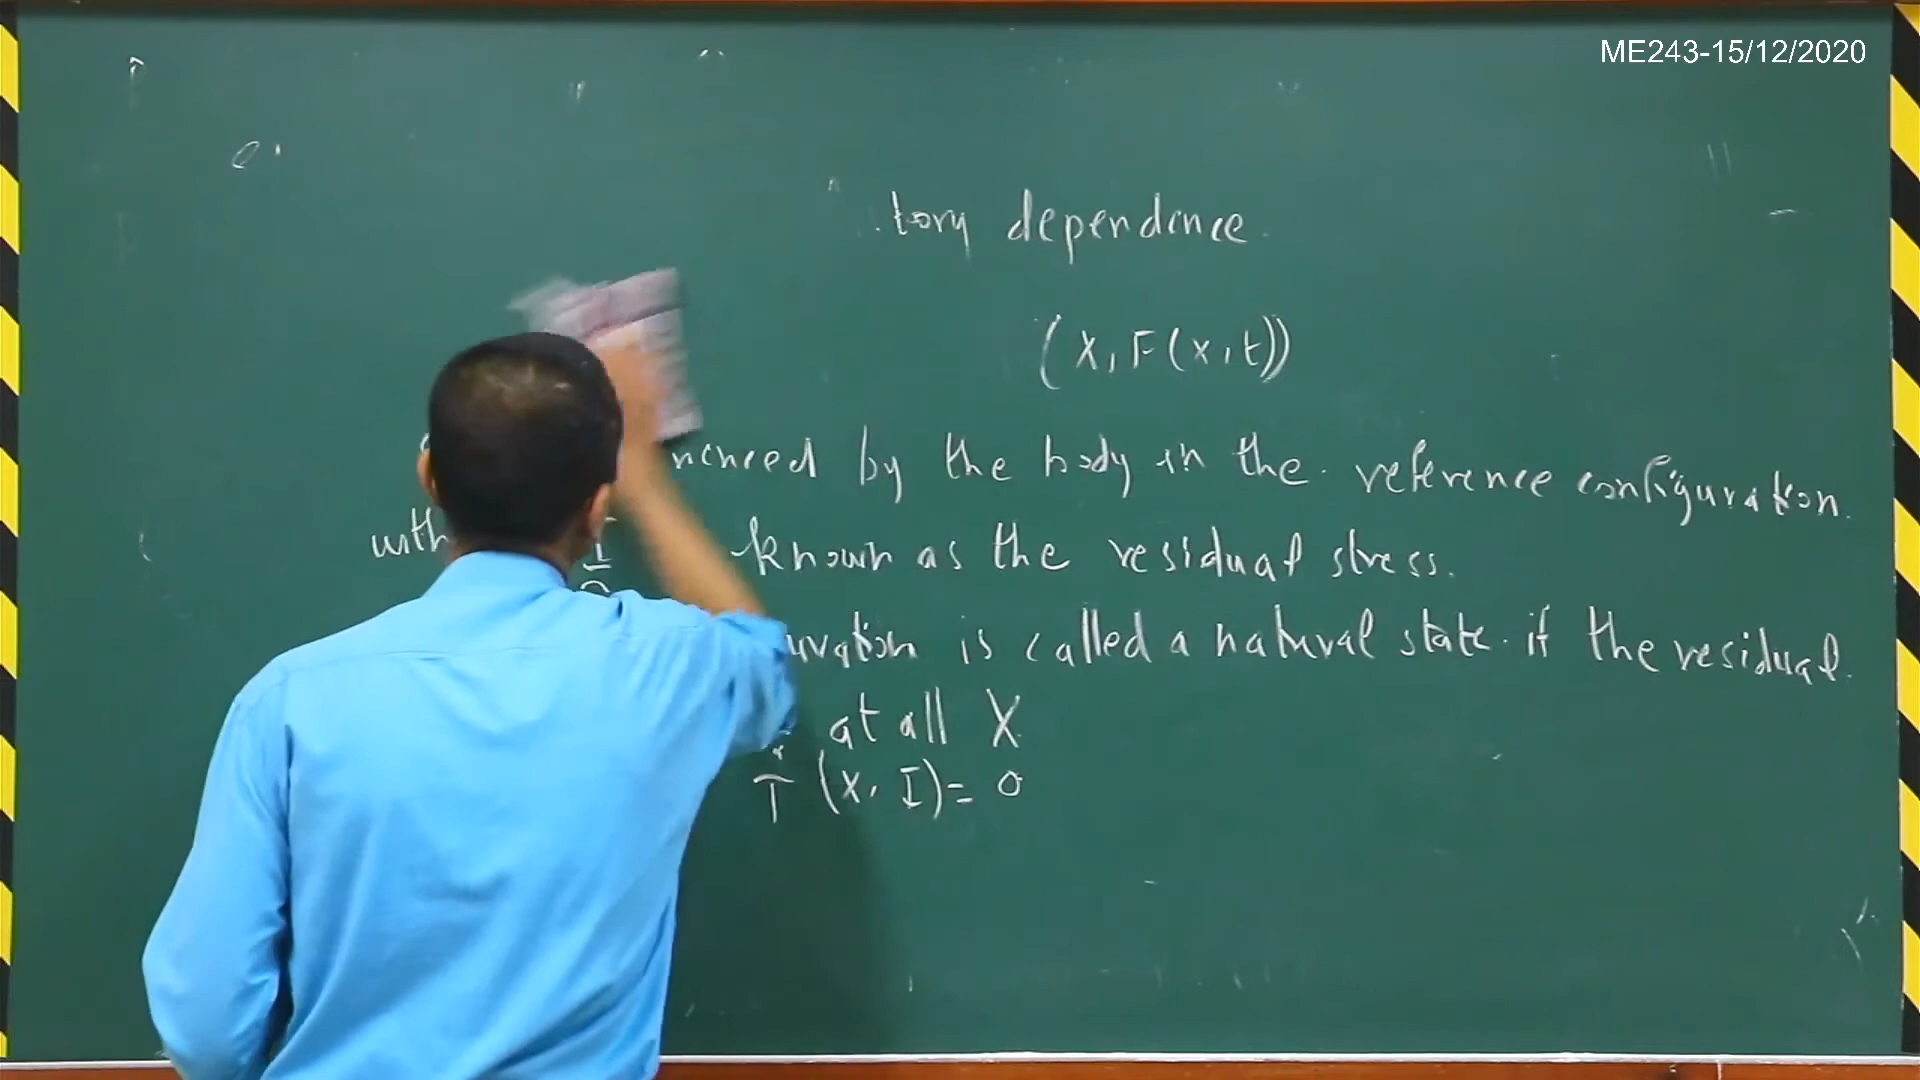 ME243-15/12/2020
tory dependence
(X, F(x,t))
by the body in the reference configuration.
with known as the residual stress.
uration is called a natural state if the residual
at all X
T (X, I) = 0